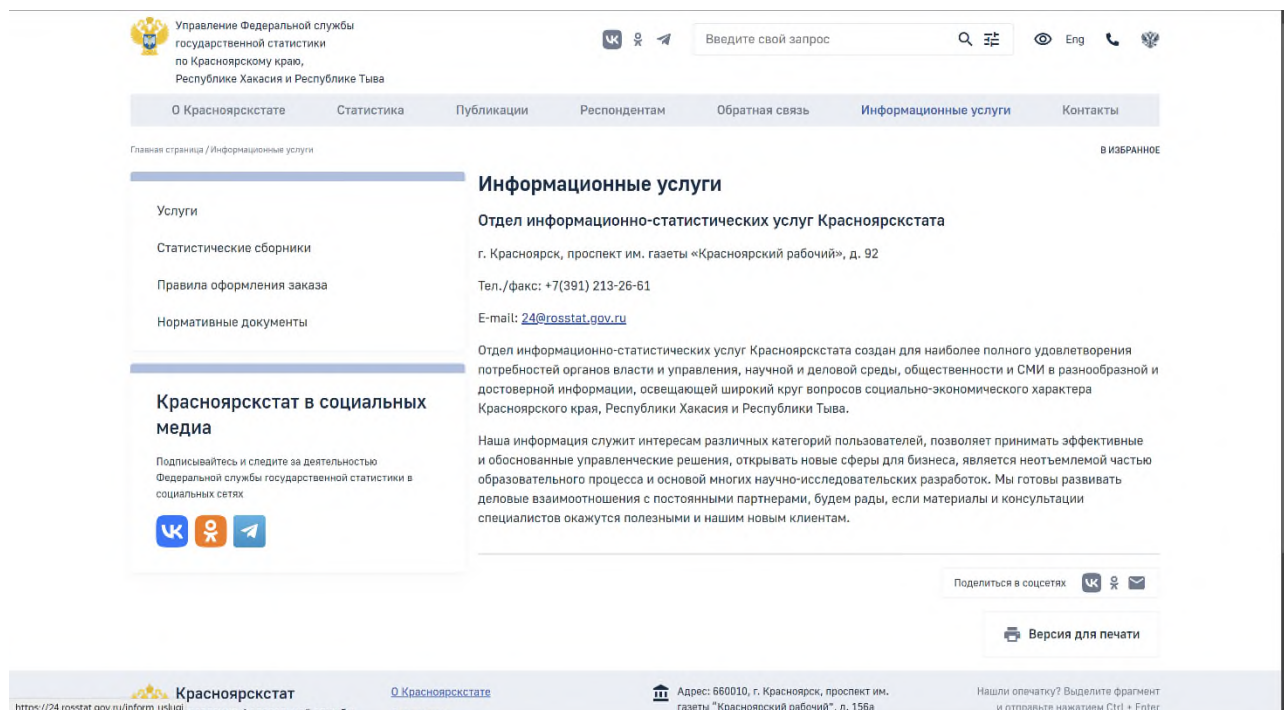 Управление Федеральной службы
государственной статистики
по Красноярскому краю,
Республике Хакасия и Республике Тыва
Введите свой запрос
Eng
О Красноярскстате
Статистика
Публикации
Респондентам
Обратная связь
Информационные услуги
Контакты
Главная страница / Информационные услуги
В ИЗБРАННОЕ
Услуги
Статистические сборники
Правила оформления заказа
Нормативные документы
Красноярскстат в социальных
медиа
Подписывайтесь и следите за деятельностью
Федеральной службы государственной статистики в
социальных сетях
Информационные услуги
Отдел информационно-статистических услуг Красноярскстата
г. Красноярск, проспект им. газеты «Красноярский рабочий», д. 92
Тел./факс: +7(391) 213-26-61
E-mail: 24@rosstat.gov.ru
Отдел информационно-статистических услуг Красноярскстата создан для наиболее полного удовлетворения
потребностей органов власти и управления, научной и деловой среды, общественности и СМИ в разнообразной и
достоверной информации, освещающей широкий круг вопросов социально-экономического характера
Красноярского края, Республики Хакасия и Республики Тыва.
Наша информация служит интересам различных категорий пользователей, позволяет принимать эффективные
и обоснованные управленческие решения, открывать новые сферы для бизнеса, является неотъемлемой частью
образовательного процесса и основой многих научно-исследовательских разработок. Мы готовы развивать
деловые взаимоотношения с постоянными партнерами, будем рады, если материалы и консультации
специалистов окажутся полезными и нашим новым клиентам.
Поделиться в соцсетях
Версия для печати
Красноярскстат
О Красноярскстате
Адрес: 660010, г. Красноярск, проспект им.
газеты "Красноярский рабочий", д. 156а
Нашли опечатку? Выделите фрагмент
и отправьте нажатием Ctrl + Enter
https://24.rosstat.gov.ru/inform_uslugi